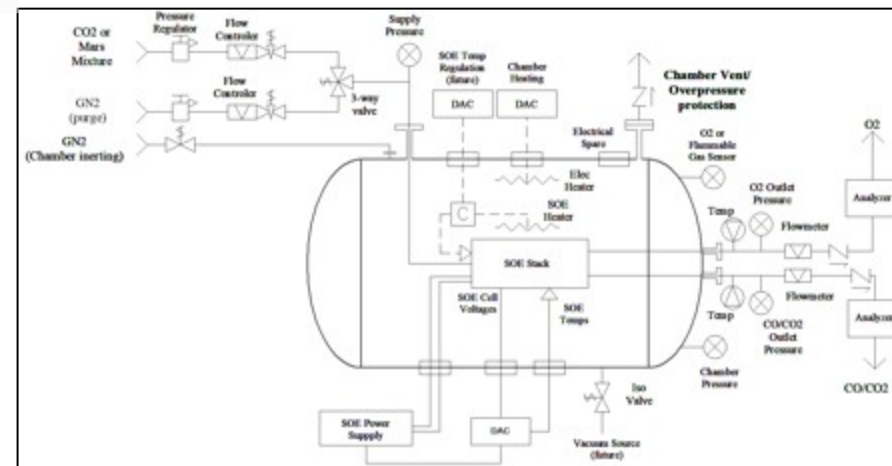 CO2 or
Mars
Mixture
Pressure
Regulator
Flow
Controler
Supply
Pressure
SOE Temp
Regulation
(future)
Chamber
Heating
Chamber Vent/
Overpressure
protection
GN2
(purge)
Flow
Controler
3-way
valve
DAC
DAC
GN2
(Chamber inerting)
Electrical
Spare
O2 or
Flammable
Gas Sensor
O2
Elec
Heater
O2 Outlet
Pressure
Analyzer
C
SOE
Heater
Temp
Flowmeter
SOE Stack
SOE Cell
Voltages
SOE
Temps
Flowmeter
Temp
CO/CO2
Outlet
Pressure
Analyzer
Chamber
Pressure
CO/CO2
Iso
Valve
SOE Power
Suppply
DAC
Vacuum Source
(future)